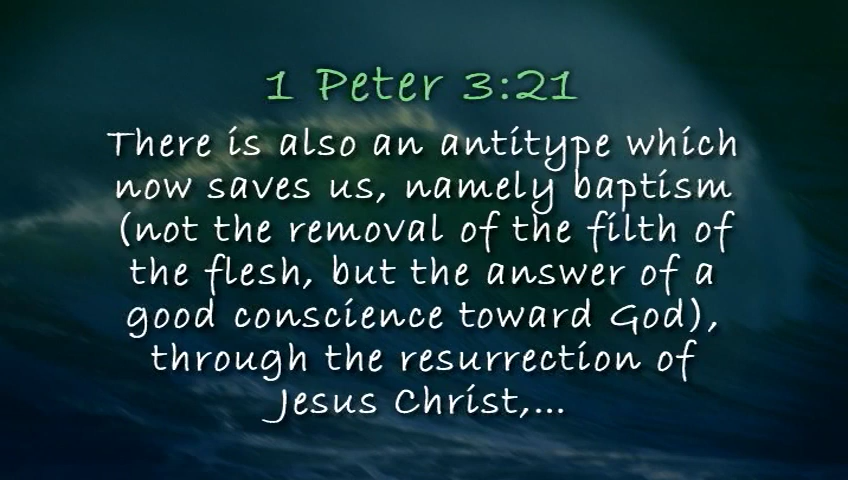 1 Peter 3:21
There is also an antitype which
now saves us, namely baptism
(not the removal of the filth of
the flesh, but the answer of a
good conscience toward God),
through the resurrection of
Jesus Christ,...